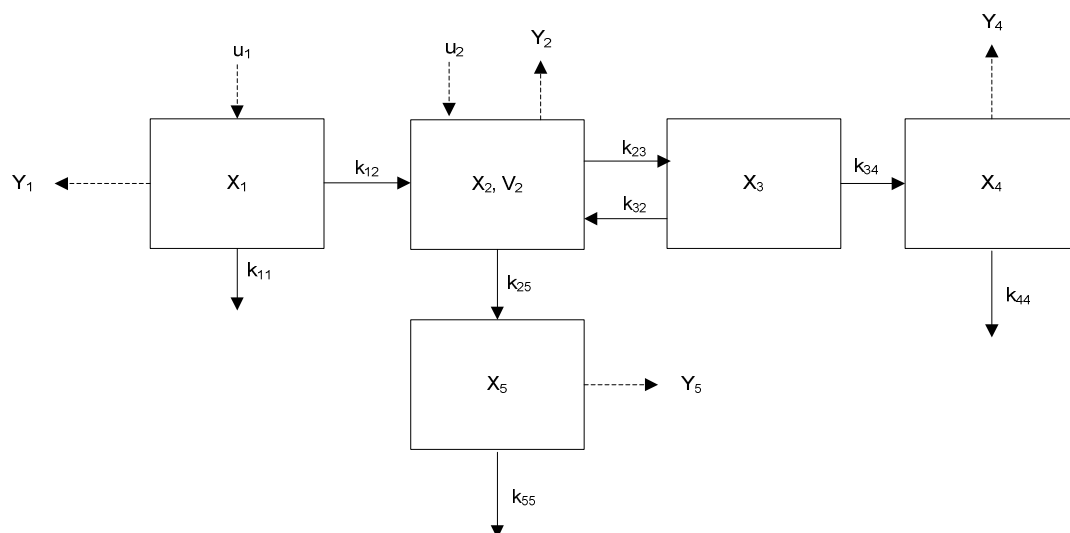 u₁
u₂
Y₂
Y₄
Y₁
X₁
k₁₂
X₂, V₂
k₂₃
k₃₂
X₃
k₃₄
X₄
k₁₁
k₂₅
k₄₄
X₅
Y₅
k₅₅